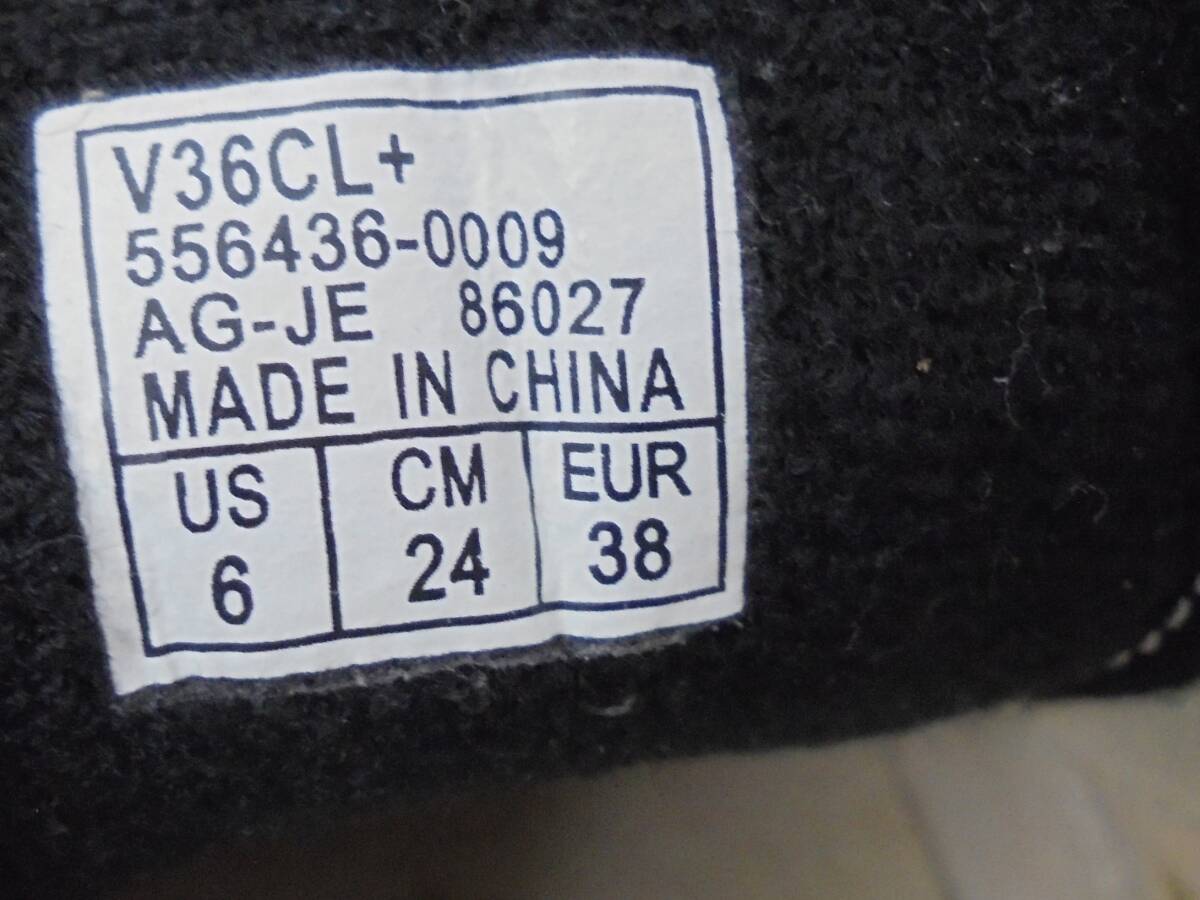 V36CL+
556436-0009
AG-JE 86027
MADE IN CHINA
US CM EUR
6 24 38